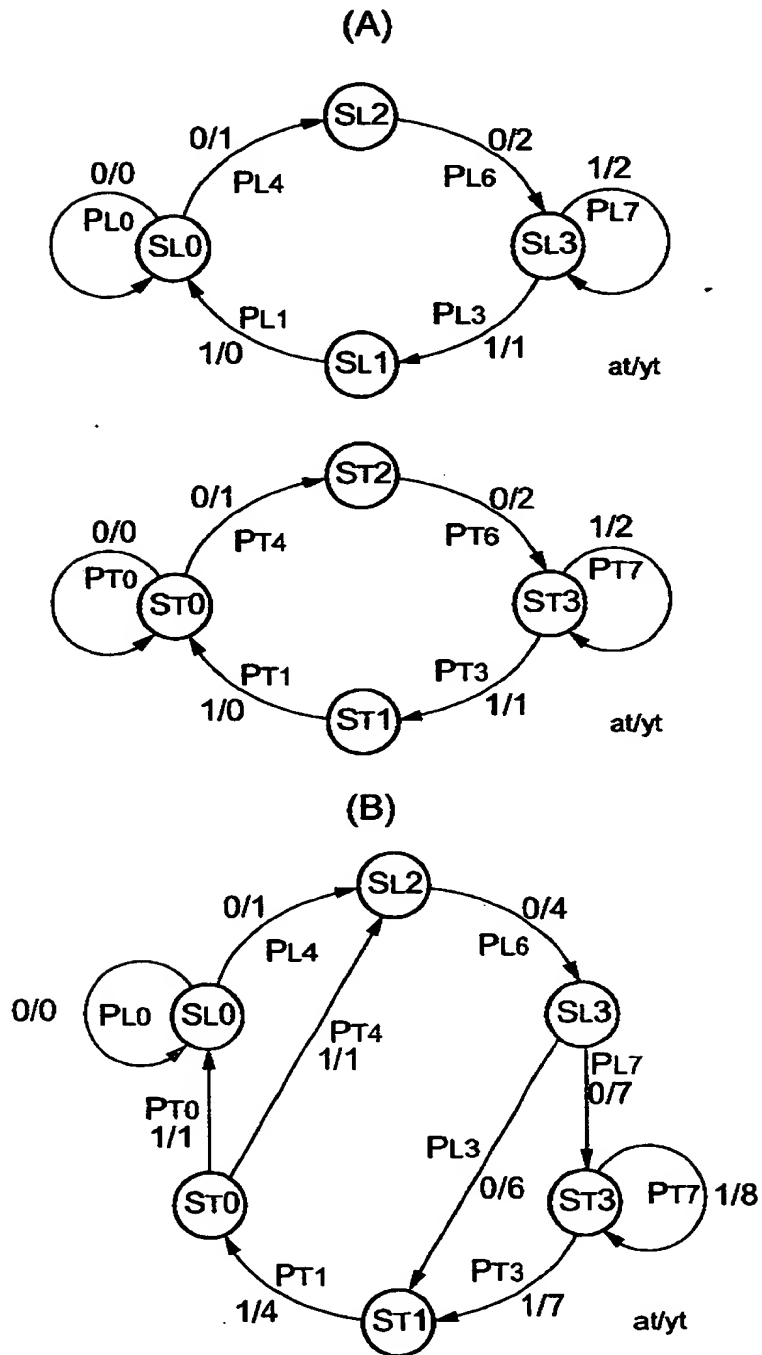 (A)
SL2
0/1
0/2
0/0
1/2
PL4
PL6
PL0
PL7
SL0
SL3
PL1
PL3
1/0
1/1
SL1
at/yt
ST2
0/1
0/2
0/0
1/2
PT4
PT6
PT0
PT7
ST0
ST3
PT1
PT3
1/0
1/1
ST1
at/yt
(B)
SL2
0/1
0/4
PL4
PL6
0/0
PL0
SL0
SL3
PT4
1/1
PL7
0/7
PT0
1/1
PL3
0/6
ST0
ST3
PT7
1/8
PT1
PT3
1/4
1/7
ST1
at/yt